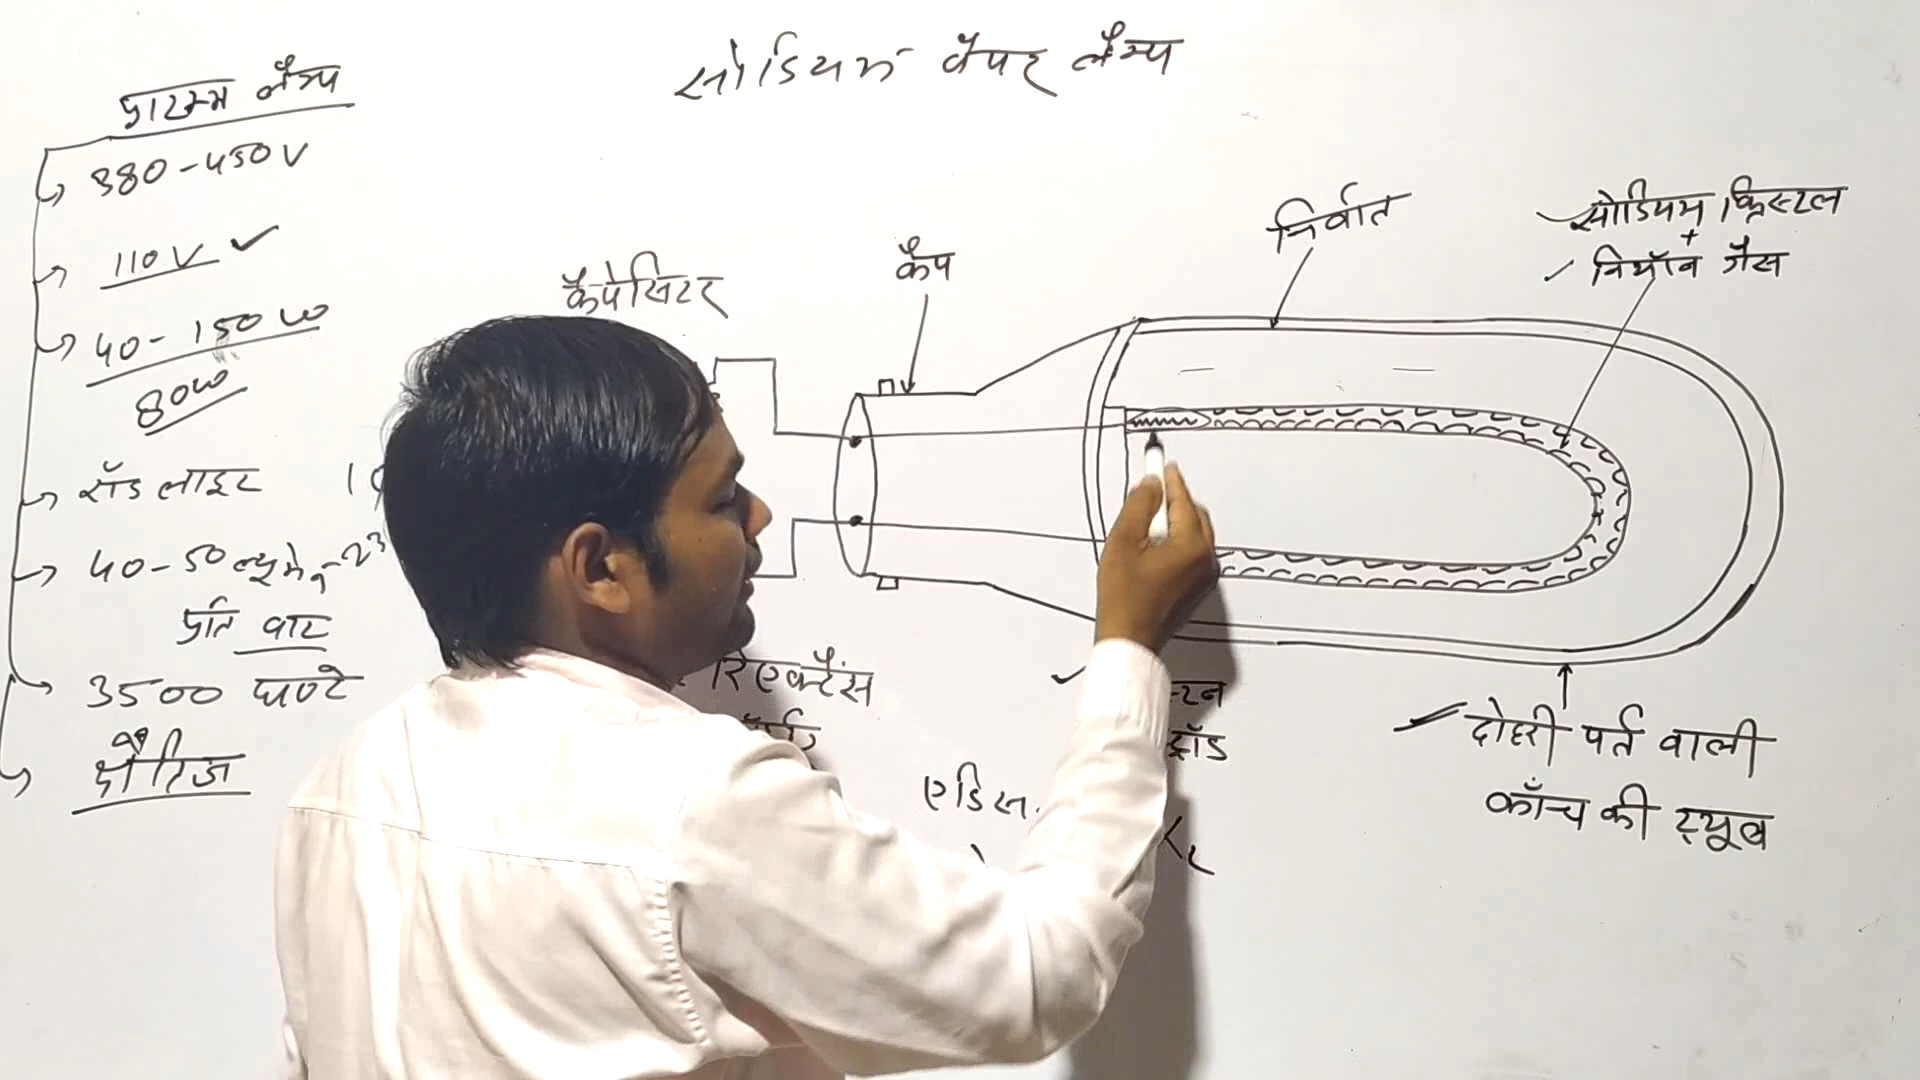 सोडियम वैपर लैम्प
प्रारम्भ लैम्प
380-450V
110V ✓
40-150W
80W
रॉड लाइट
40-50 ल्यूमेन
प्रति वाट
3500 घण्टे
क्षैतिज
कैपेसिटर
कैप
निर्वात
सोडियम क्रिस्टल
+
✓ नियॉन गैस
रिएक्टैंस
✓
एडिस.
✓ दोहरी पर्त वाली
काँच की ट्यूब